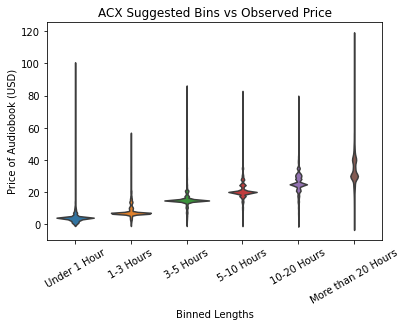 ACX Suggested Bins vs Observed Price
Price of Audiobook (USD)
120
100
80
60
40
20
0
Under 1 Hour
1-3 Hours
3-5 Hours
5-10 Hours
10-20 Hours
More than 20 Hours
Binned Lengths